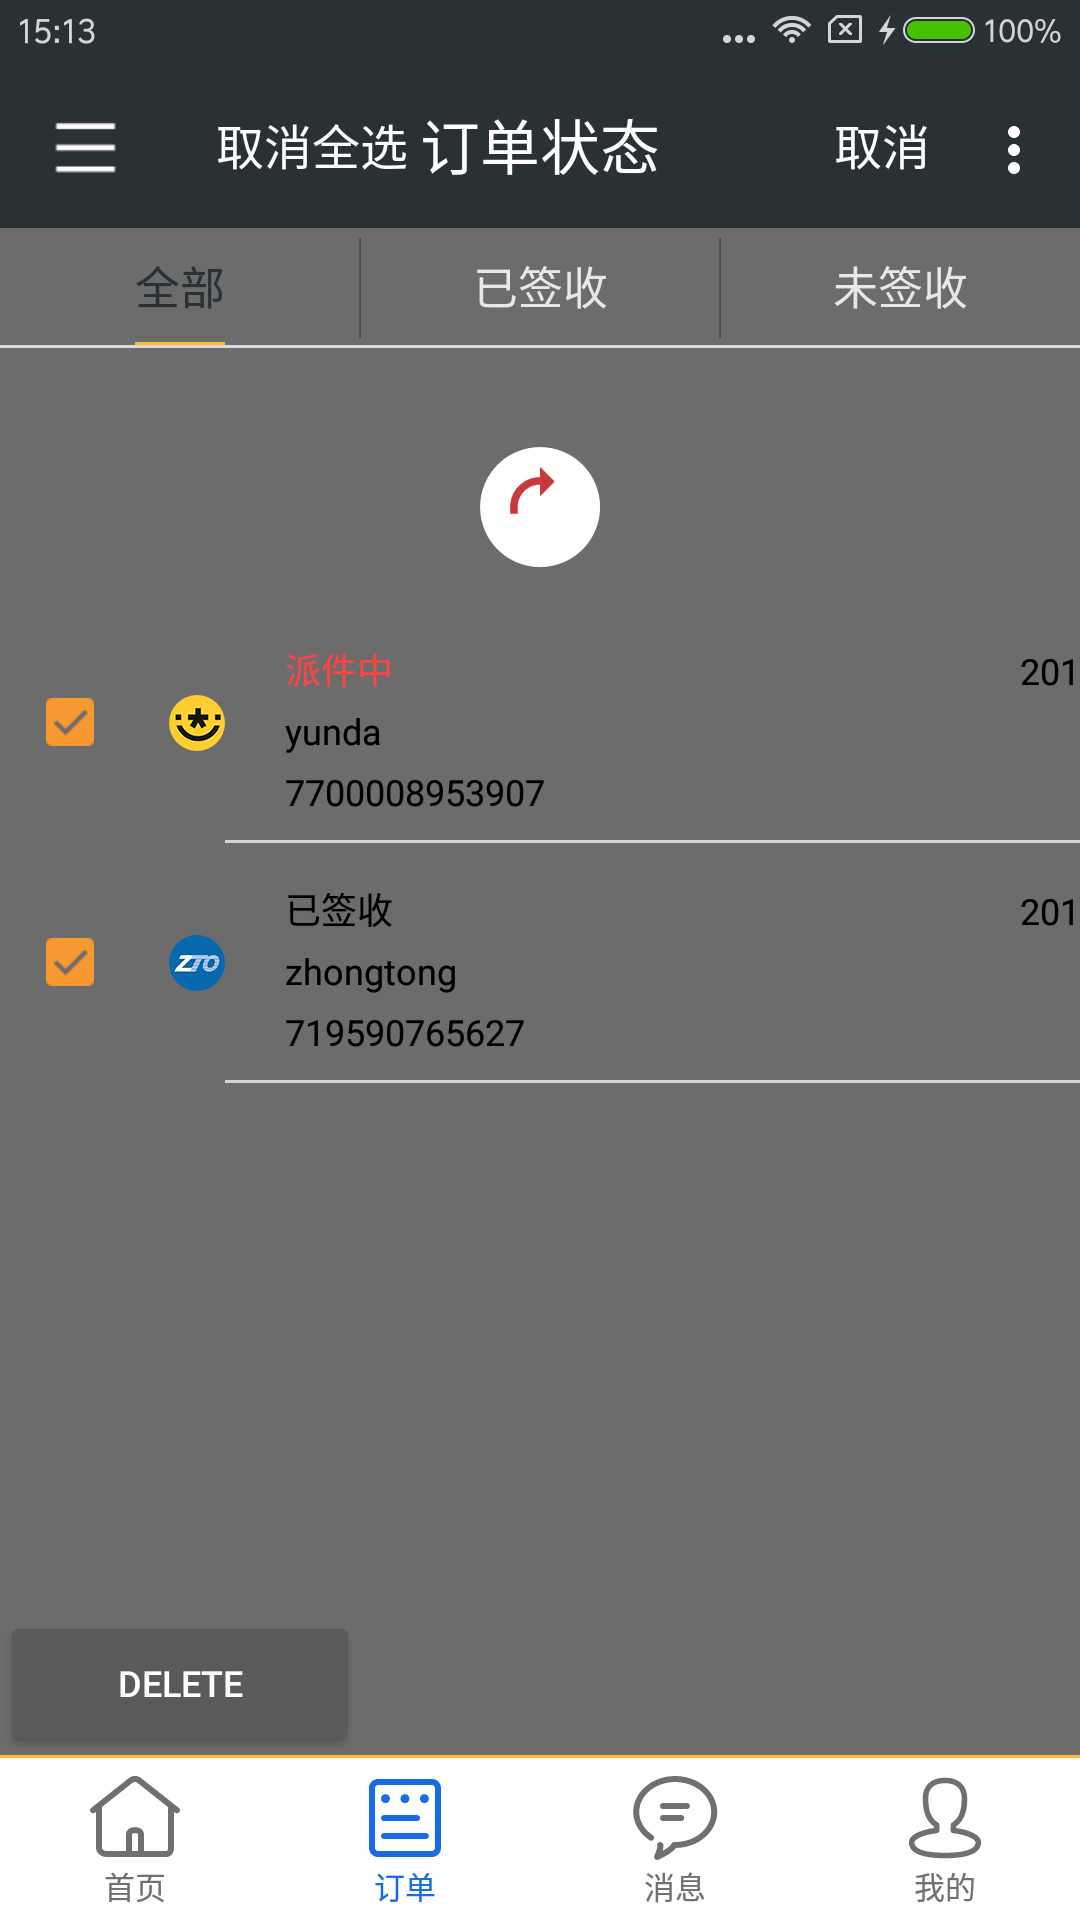 15:13
100%
取消全选 订单状态 取消
全部 已签收 未签收
派件中 201
yunda
7700008953907
已签收 201
ZTO
zhongtong
719590765627
DELETE
首页 订单 消息 我的